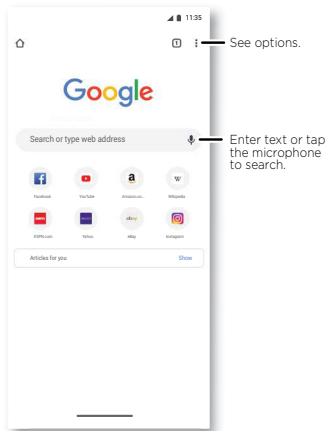 11:35
1
See options.
Google
Search or type web address
Enter text or tap
the microphone
to search.
Facebook
YouTube
Amazon.co...
Wikipedia
ESPN.com
Yahoo
eBay
Instagram
Articles for you
Show